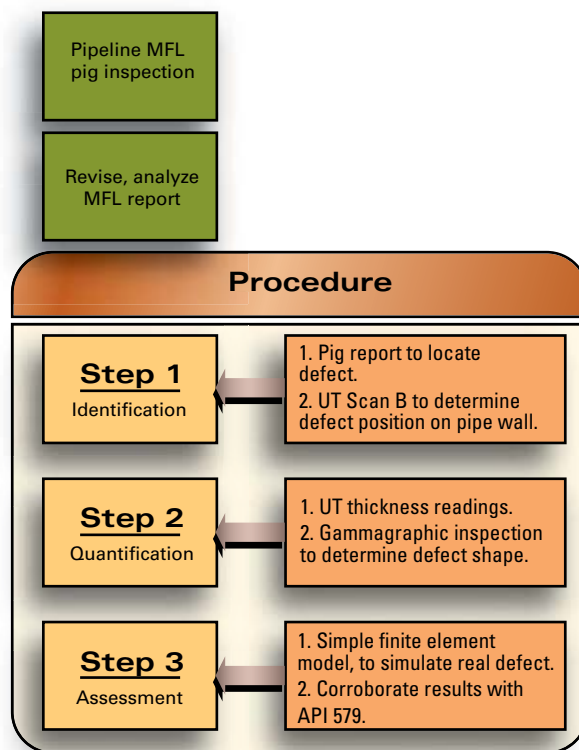 Pipeline MFL
pig inspection
Revise, analyze
MFL report
Procedure
Step 1
Identification
1. Pig report to locate
defect.
2. UT Scan B to determine
defect position on pipe wall.
Step 2
Quantification
1. UT thickness readings.
2. Gammagraphic inspection
to determine defect shape.
Step 3
Assessment
1. Simple finite element
model, to simulate real defect.
2. Corroborate results with
API 579.